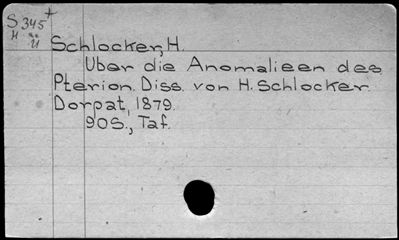 S 345 +
H
Schlocker, H.
Uber die Anomalieen des
Pterion. Diss. von H. Schlocker
Dorpat, 1879.
90S., Taf.